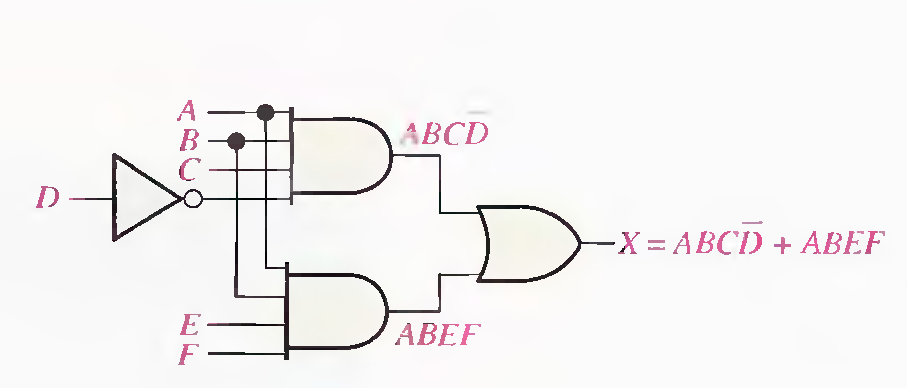 A
B
C
D
ABCD̅
X = ABCD̅ + ABEF
E
F
ABEF